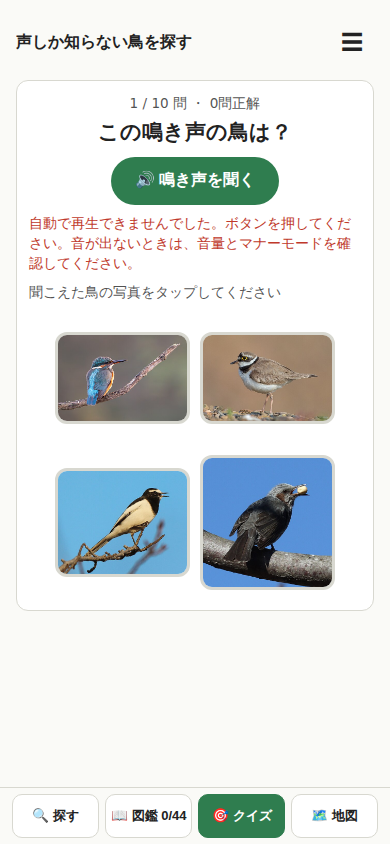 声しか知らない鳥を探す
1 / 10 問 ・ 0問正解
この鳴き声の鳥は？
🔊 鳴き声を聞く
自動で再生できませんでした。ボタンを押してくだ
さい。音が出ないときは、音量とマナーモードを確
認してください。
聞こえた鳥の写真をタップしてください
🔍 探す
📖 図鑑 0/44
🎯 クイズ
🗺️ 地図